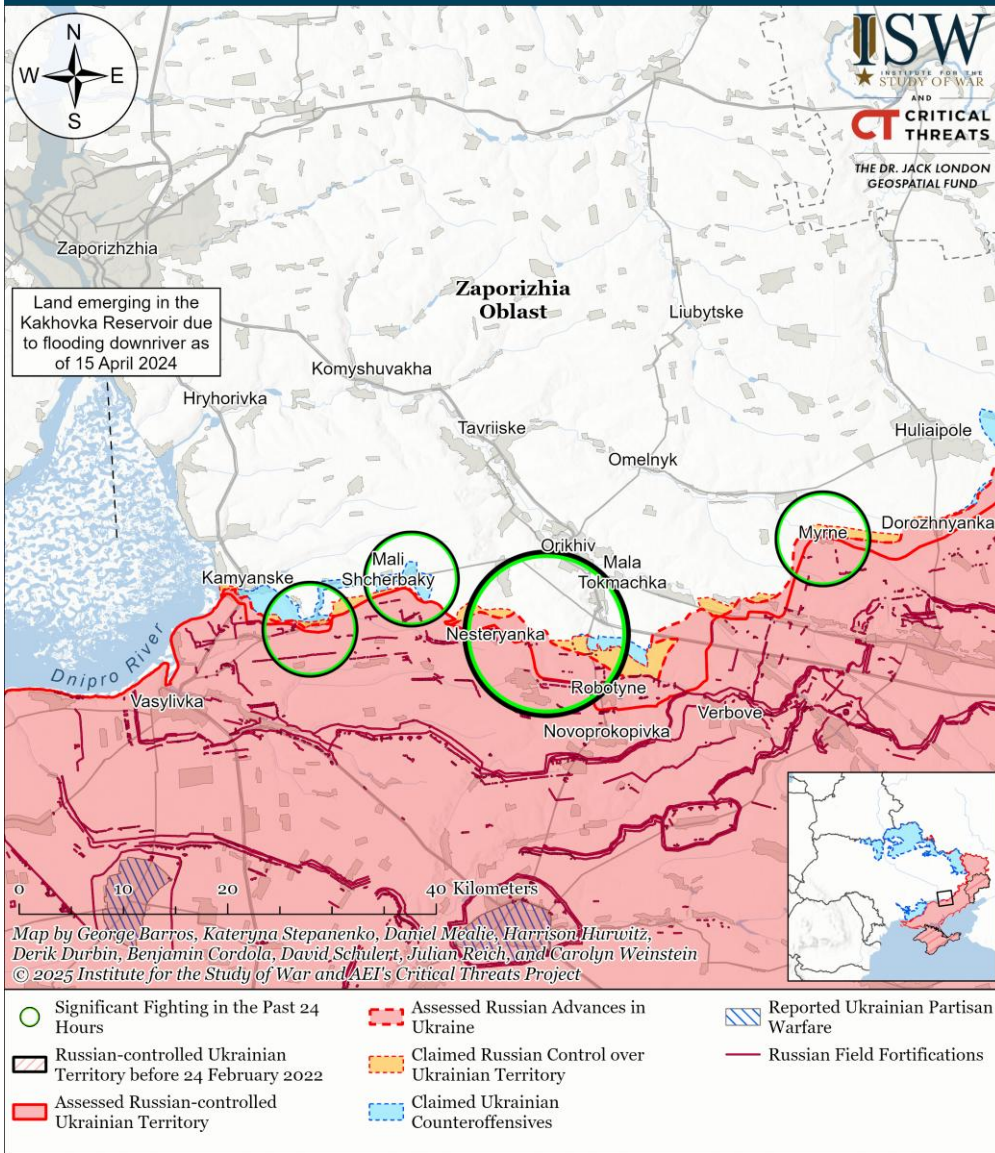 N
W
E
S
ISW
INSTITUTE FOR THE
STUDY OF WAR
AND
CT CRITICAL
THREATS
THE DR. JACK LONDON
GEOSPATIAL FUND
Zaporizhzhia
Land emerging in the
Kakhovka Reservoir due
to flooding downriver as
of 15 April 2024
Zaporizhia
Oblast
Liubytske
Komyshuvakha
Hryhorivka
Tavriiske
Huliaipole
Omelnyk
Dorozhnyanka
Myrne
Orikhiv
Mali
Shcherbaky
Mala
Tokmachka
Kamyanske
Nesteryanka
Dnipro River
Robotyne
Vasylivka
Verbove
Novoprokopivka
0 10 20 40 Kilometers
Map by George Barros, Kateryna Stepanenko, Daniel Mealie, Harrison Hurwitz,
Derik Durbin, Benjamin Cordola, David Schulert, Julian Reich, and Carolyn Weinstein
© 2025 Institute for the Study of War and AEI's Critical Threats Project
Significant Fighting in the Past 24
Hours
Russian-controlled Ukrainian
Territory before 24 February 2022
Assessed Russian-controlled
Ukrainian Territory
Assessed Russian Advances in
Ukraine
Claimed Russian Control over
Ukrainian Territory
Claimed Ukrainian
Counteroffensives
Reported Ukrainian Partisan
Warfare
Russian Field Fortifications